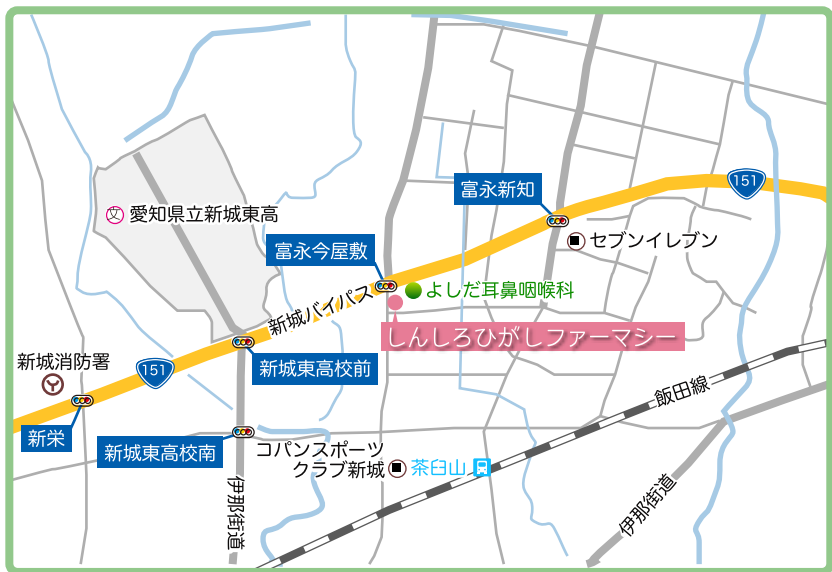 151
富永新知
愛知県立新城東高
セブンイレブン
富永今屋敷
よしだ耳鼻咽喉科
新城バイパス
しんしろひがしファーマシー
新城消防署
151
新城東高校前
飯田線
新栄
新城東高校南
コパンスポーツ
クラブ新城
茶臼山
伊那街道
伊那街道